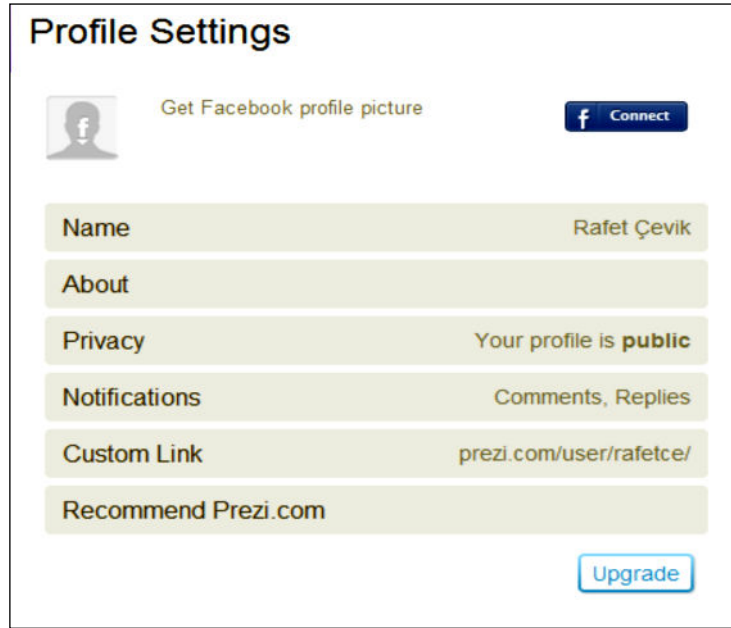 Profile Settings
Get Facebook profile picture
f Connect
Name Rafet Çevik
About
Privacy Your profile is public
Notifications Comments, Replies
Custom Link prezi.com/user/rafetce/
Recommend Prezi.com
Upgrade